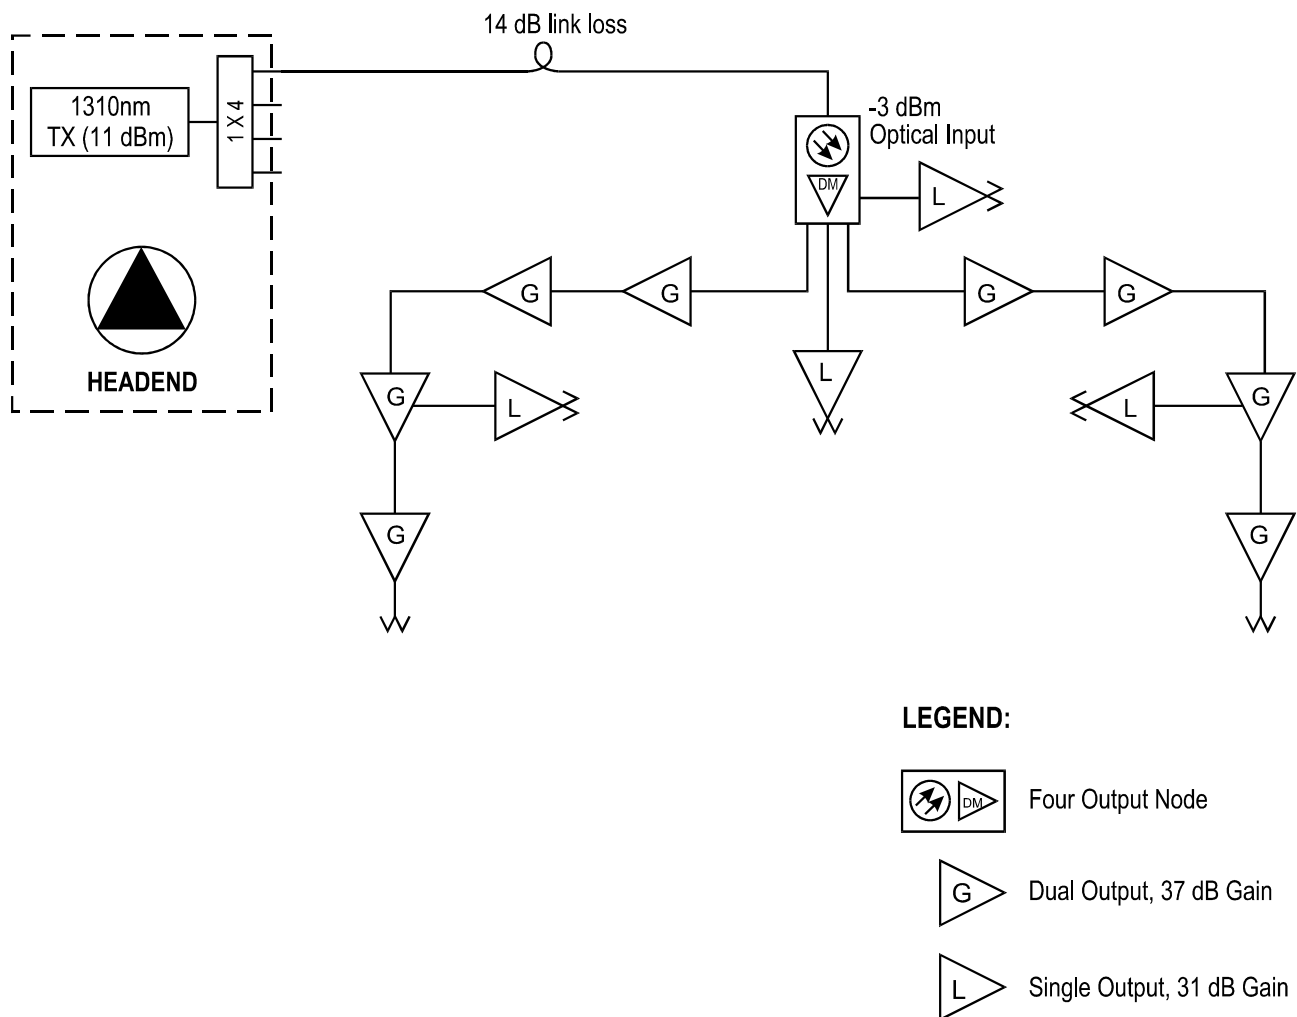 14 dB link loss
1310nm
TX (11 dBm)
1 X 4
-3 dBm
Optical Input
DM
L
G
G
G
G
HEADEND
G
L
L
L
G
G
G
LEGEND:
DM
Four Output Node
G
Dual Output, 37 dB Gain
L
Single Output, 31 dB Gain